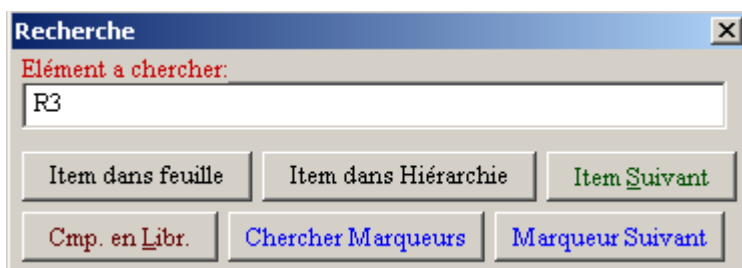 Recherche
Elément a chercher:
R3
Item dans feuille Item dans Hiérarchie Item Suivant
Cmp. en Libr. Chercher Marqueurs Marqueur Suivant